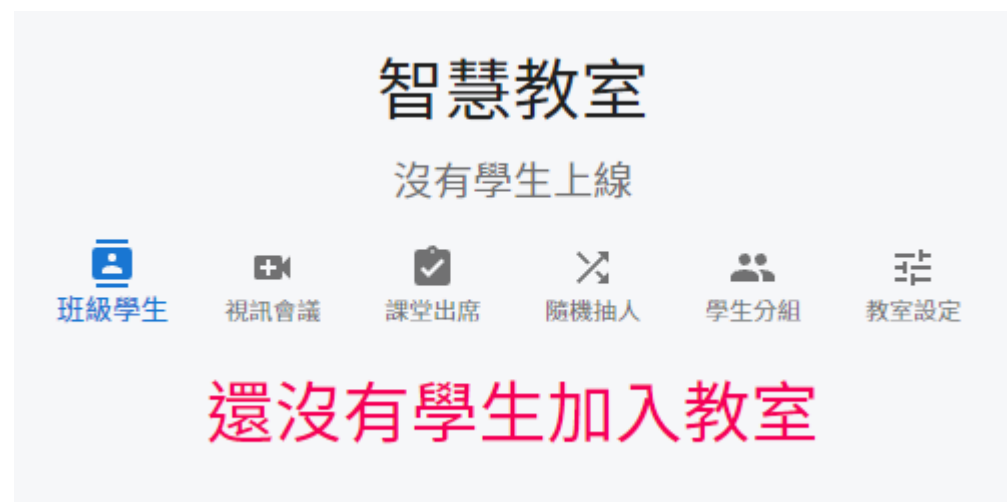 智慧教室
沒有學生上線
班級學生 視訊會議 課堂出席 隨機抽人 學生分組 教室設定
還沒有學生加入教室